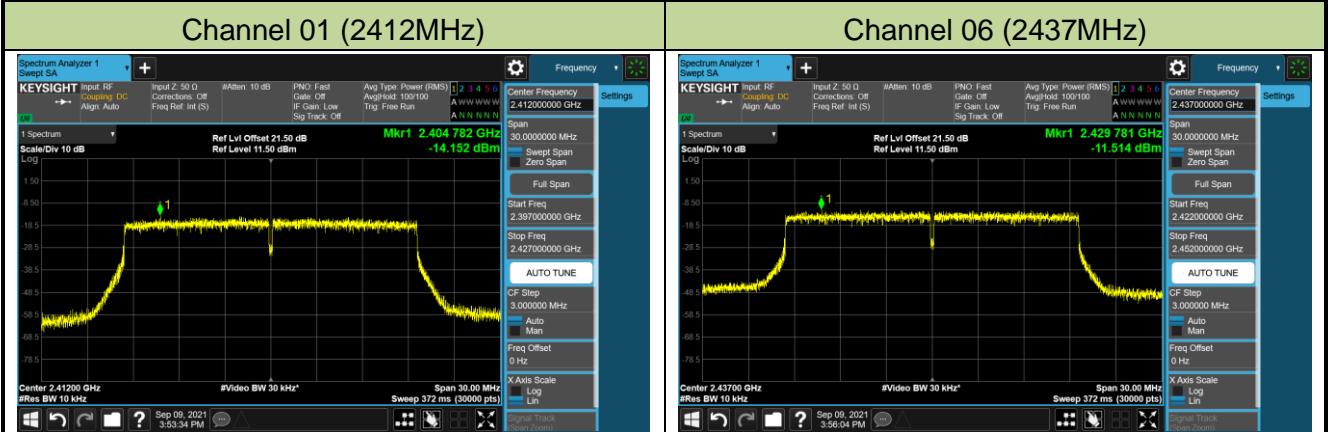 Channel 01 (2412MHz)
Spectrum Analyzer 1
Swept SA
KEYSIGHT
Input: RF
Coupling: DC
Align: Auto
Input Z: 50 Ω
Corrections: Off
Freq Ref: Int (S)
#Atten: 10 dB
PNO: Fast
Gate: Off
IF Gain: Low
Sig Track: Off
Avg Type: Power (RMS)
Avg|Hold: 100/100
Trig: Free Run
1 2 3 4 5 6
A W W W W W
A N N N N N
1 Spectrum
Scale/Div 10 dB
Log
Ref Lvl Offset 21.50 dB
Ref Level 11.50 dBm
Mkr1 2.404 782 GHz
-14.152 dBm
1
1.50
-8.50
-18.5
-28.5
-38.5
-48.5
-58.5
-68.5
-78.5
Center 2.41200 GHz
#Res BW 10 kHz
#Video BW 30 kHz*
Span 30.00 MHz
Sweep 372 ms (30000 pts)
Sep 09, 2021
3:53:34 PM
Frequency
Settings
Center Frequency
2.412000000 GHz
Span
30.0000000 MHz
Swept Span
Zero Span
Full Span
Start Freq
2.397000000 GHz
Stop Freq
2.427000000 GHz
AUTO TUNE
CF Step
3.000000 MHz
Auto
Man
Freq Offset
0 Hz
X Axis Scale
Log
Lin
Signal Track
(Span Zoom)
Channel 06 (2437MHz)
Spectrum Analyzer 1
Swept SA
KEYSIGHT
Input: RF
Coupling: DC
Align: Auto
Input Z: 50 Ω
Corrections: Off
Freq Ref: Int (S)
#Atten: 10 dB
PNO: Fast
Gate: Off
IF Gain: Low
Sig Track: Off
Avg Type: Power (RMS)
Avg|Hold: 100/100
Trig: Free Run
1 2 3 4 5 6
A W W W W W
A N N N N N
1 Spectrum
Scale/Div 10 dB
Log
Ref Lvl Offset 21.50 dB
Ref Level 11.50 dBm
Mkr1 2.429 781 GHz
-11.514 dBm
1
1.50
-8.50
-18.5
-28.5
-38.5
-48.5
-58.5
-68.5
-78.5
Center 2.43700 GHz
#Res BW 10 kHz
#Video BW 30 kHz*
Span 30.00 MHz
Sweep 372 ms (30000 pts)
Sep 09, 2021
3:56:04 PM
Frequency
Settings
Center Frequency
2.437000000 GHz
Span
30.0000000 MHz
Swept Span
Zero Span
Full Span
Start Freq
2.422000000 GHz
Stop Freq
2.452000000 GHz
AUTO TUNE
CF Step
3.000000 MHz
Auto
Man
Freq Offset
0 Hz
X Axis Scale
Log
Lin
Signal Track
(Span Zoom)